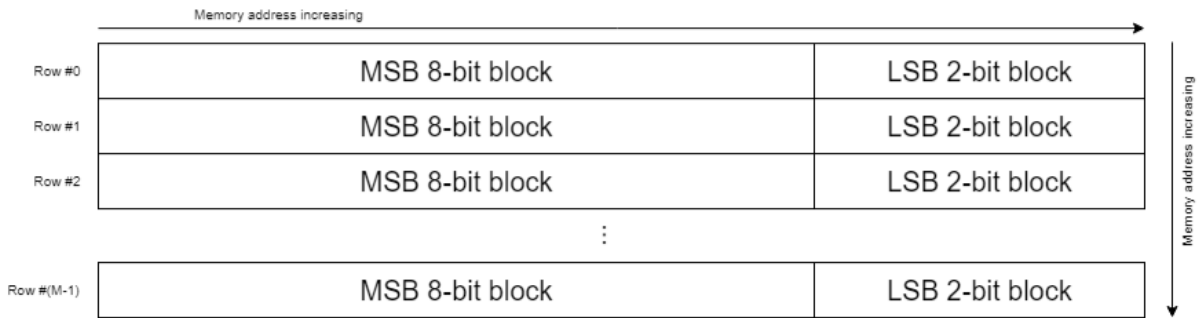 Memory address increasing
Row #0 MSB 8-bit block LSB 2-bit block
Row #1 MSB 8-bit block LSB 2-bit block
Row #2 MSB 8-bit block LSB 2-bit block
⋮
Row #(M-1) MSB 8-bit block LSB 2-bit block
Memory address increasing